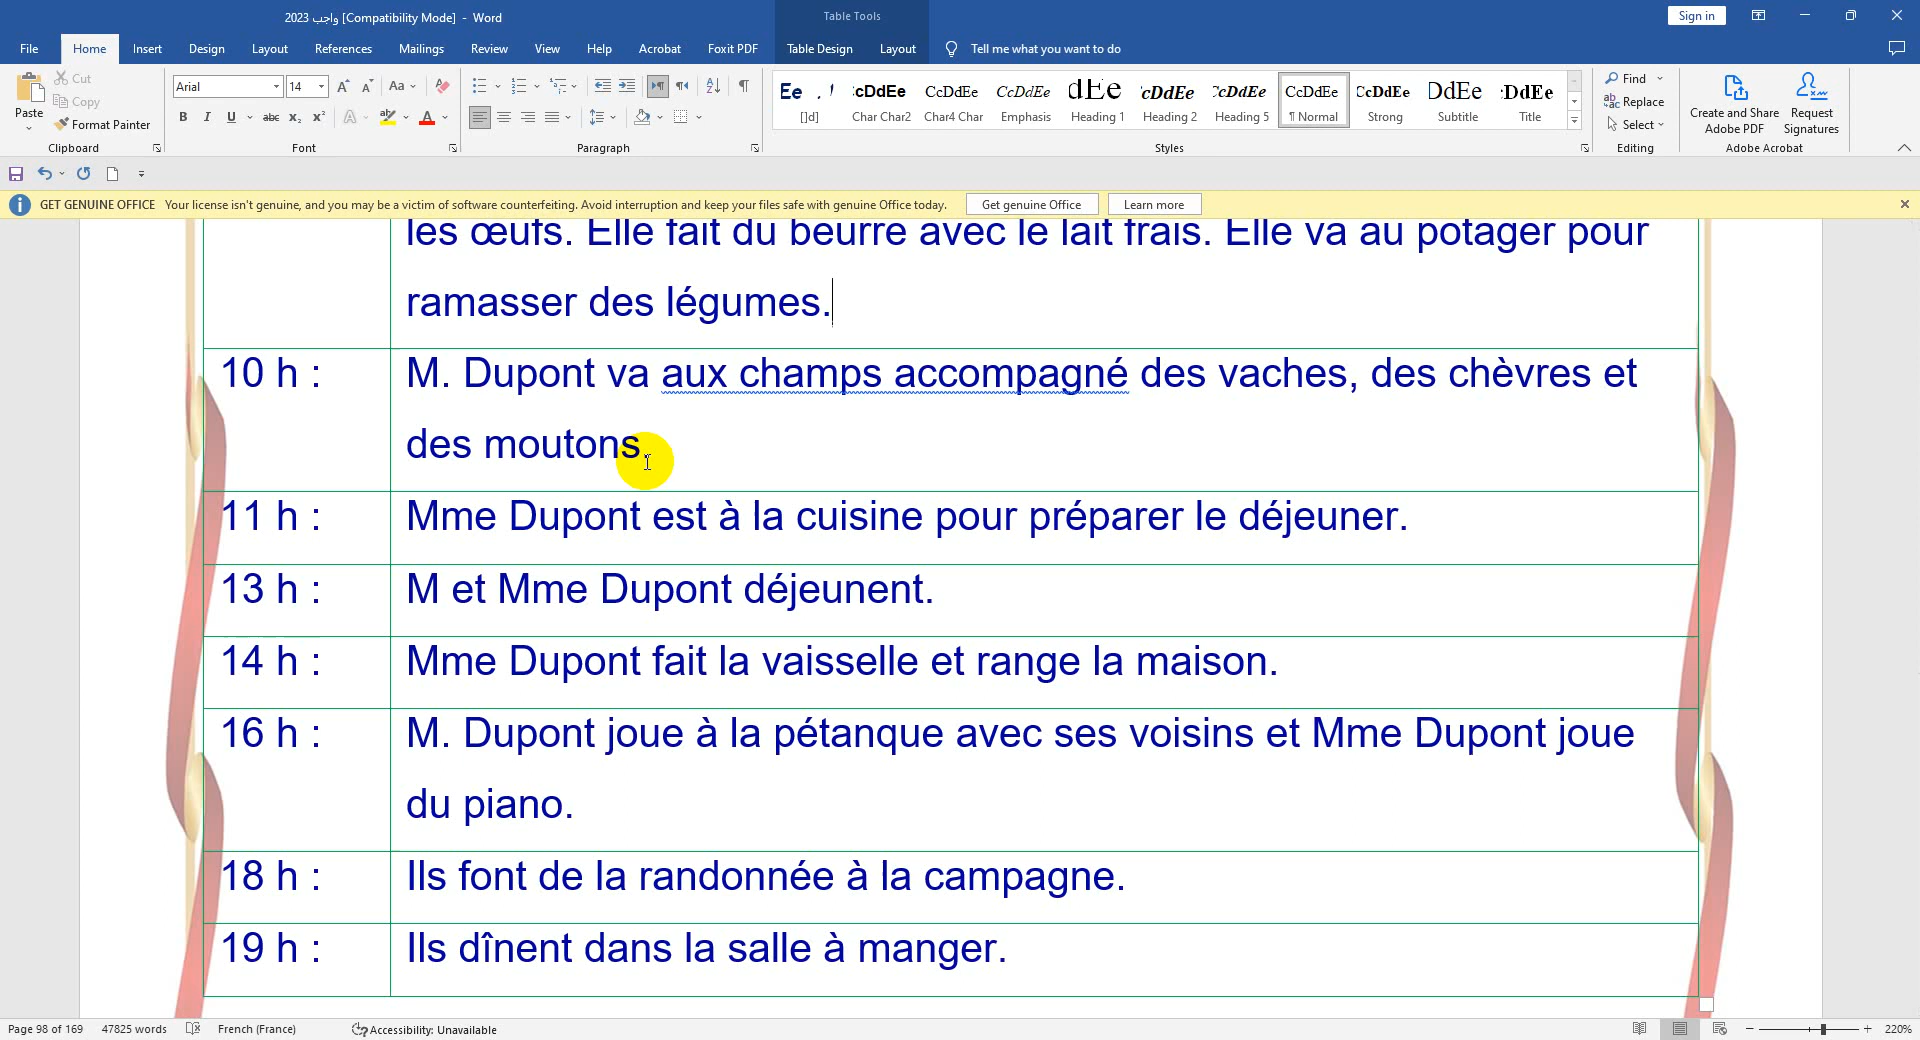 واجب 2023 [Compatibility Mode] - Word
Table Tools
Sign in
File Home Insert Design Layout References Mailings Review View Help Acrobat Foxit PDF Table Design Layout Tell me what you want to do
Paste
Cut
Copy
Format Painter
Clipboard
Arial 14
Aa
B I U abc x₂ x² A A
Font
Paragraph
[]d] Char Char2 Char4 Char Emphasis Heading 1 Heading 2 Heading 5 ¶ Normal Strong Subtitle Title
Styles
Find
Replace
Select
Editing
Create and Share Adobe PDF
Request Signatures
Adobe Acrobat
GET GENUINE OFFICE Your license isn't genuine, and you may be a victim of software counterfeiting. Avoid interruption and keep your files safe with genuine Office today. Get genuine Office Learn more
les œufs. Elle fait du beurre avec le lait frais. Elle va au potager pour
ramasser des légumes.
10 h : M. Dupont va aux champs accompagné des vaches, des chèvres et
des moutons.
11 h : Mme Dupont est à la cuisine pour préparer le déjeuner.
13 h : M et Mme Dupont déjeunent.
14 h : Mme Dupont fait la vaisselle et range la maison.
16 h : M. Dupont joue à la pétanque avec ses voisins et Mme Dupont joue
du piano.
18 h : Ils font de la randonnée à la campagne.
19 h : Ils dînent dans la salle à manger.
Page 98 of 169 47825 words French (France) Accessibility: Unavailable 220%